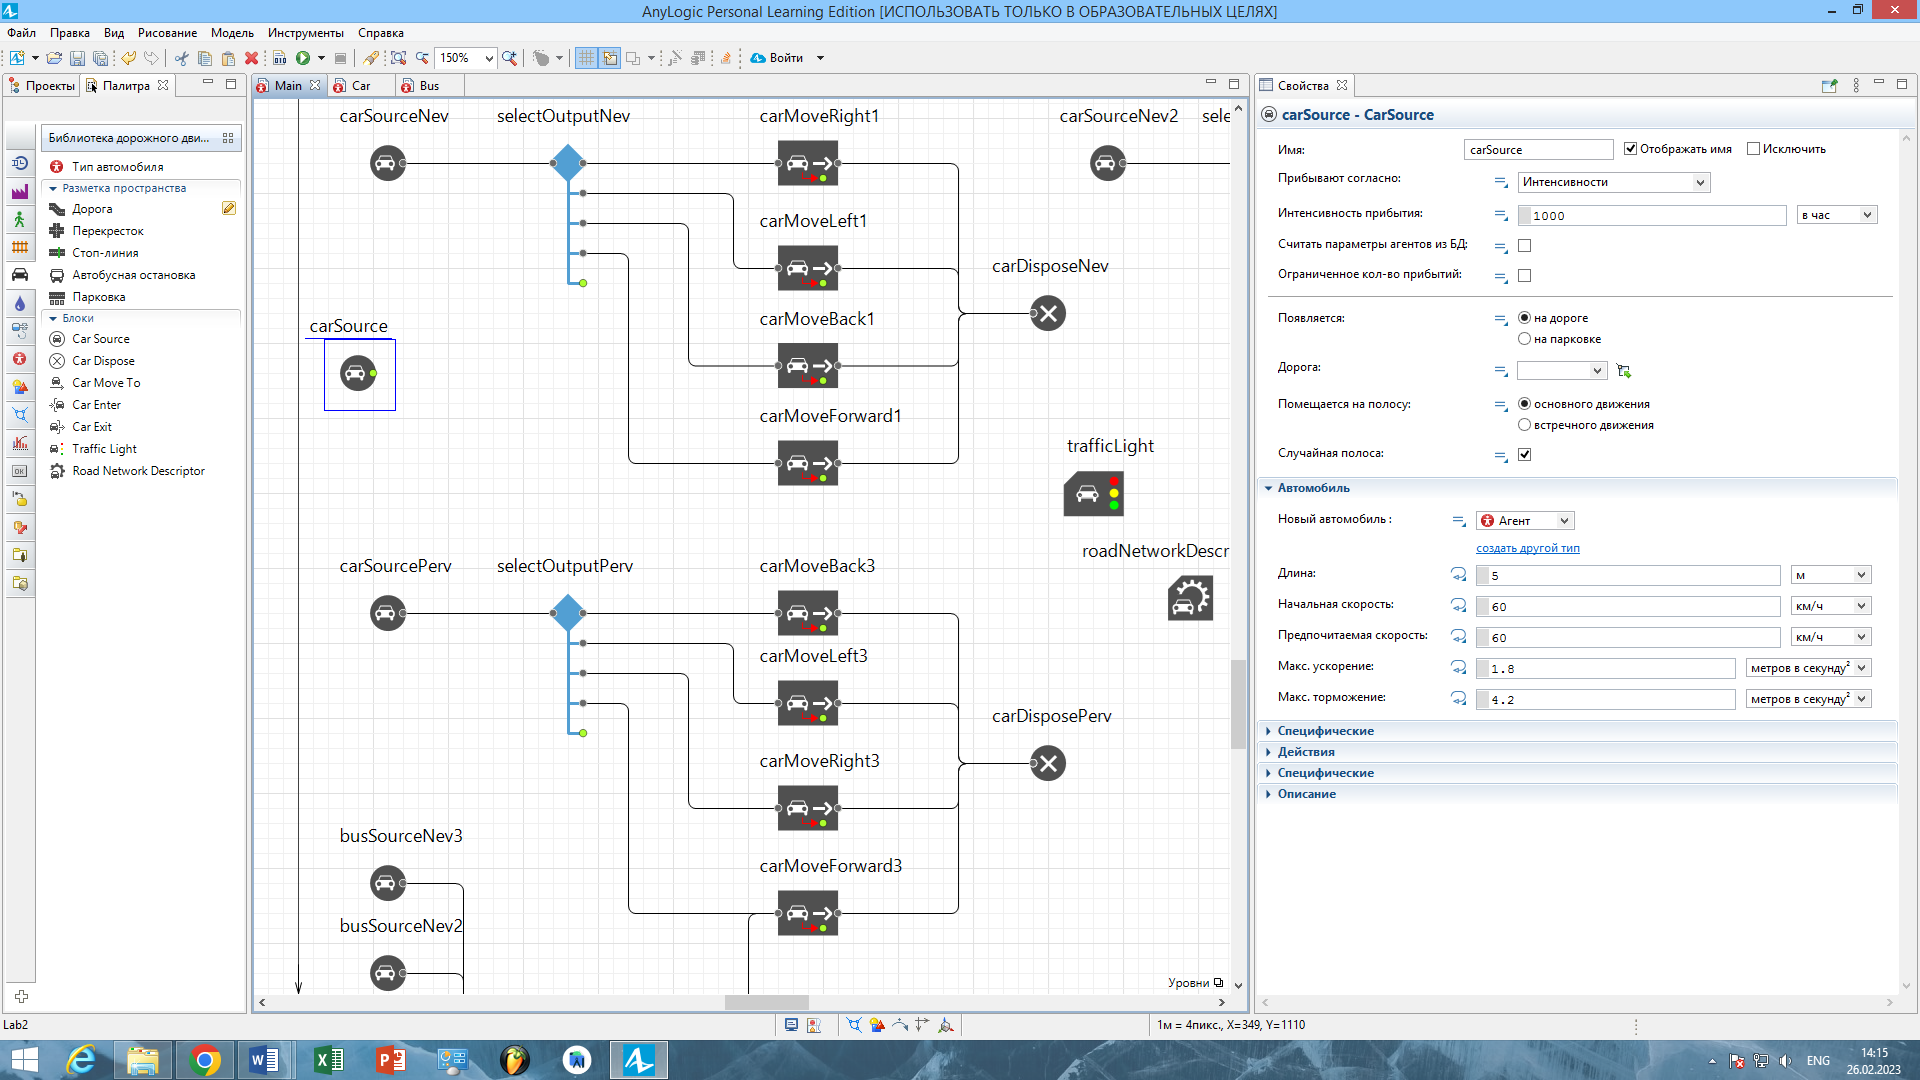 AnyLogic Personal Learning Edition [ИСПОЛЬЗОВАТЬ ТОЛЬКО В ОБРАЗОВАТЕЛЬНЫХ ЦЕЛЯХ]
Файл Правка Вид Рисование Модель Инструменты Справка
150% Войти
Проекты Палитра
Main Car Bus
Свойства
Библиотека дорожного дви...
Тип автомобиля
Разметка пространства
Дорога
Перекресток
Стоп-линия
Автобусная остановка
Парковка
Блоки
Car Source
Car Dispose
Car Move To
Car Enter
Car Exit
Traffic Light
Road Network Descriptor
OK
carSourceNev selectOutputNev carMoveRight1 carSourceNev2 sele
carMoveLeft1
carDisposeNev
carMoveBack1
carSource
carMoveForward1
trafficLight
roadNetworkDescr
carSourcePerv selectOutputPerv carMoveBack3
carMoveLeft3
carDisposePerv
carMoveRight3
busSourceNev3
carMoveForward3
busSourceNev2
Уровни
carSource - CarSource
Имя: carSource Отображать имя Исключить
Прибывают согласно: Интенсивности
Интенсивность прибытия: 1000 в час
Считать параметры агентов из БД:
Ограниченное кол-во прибытий:
Появляется: на дороге
на парковке
Дорога:
Помещается на полосу: основного движения
встречного движения
Случайная полоса:
Автомобиль
Новый автомобиль : Агент
создать другой тип
Длина: 5 м
Начальная скорость: 60 км/ч
Предпочитаемая скорость: 60 км/ч
Макс. ускорение: 1.8 метров в секунду²
Макс. торможение: 4.2 метров в секунду²
Специфические
Действия
Специфические
Описание
Lab2
1м = 4пикс., X=349, Y=1110
ENG
14:15
26.02.2023